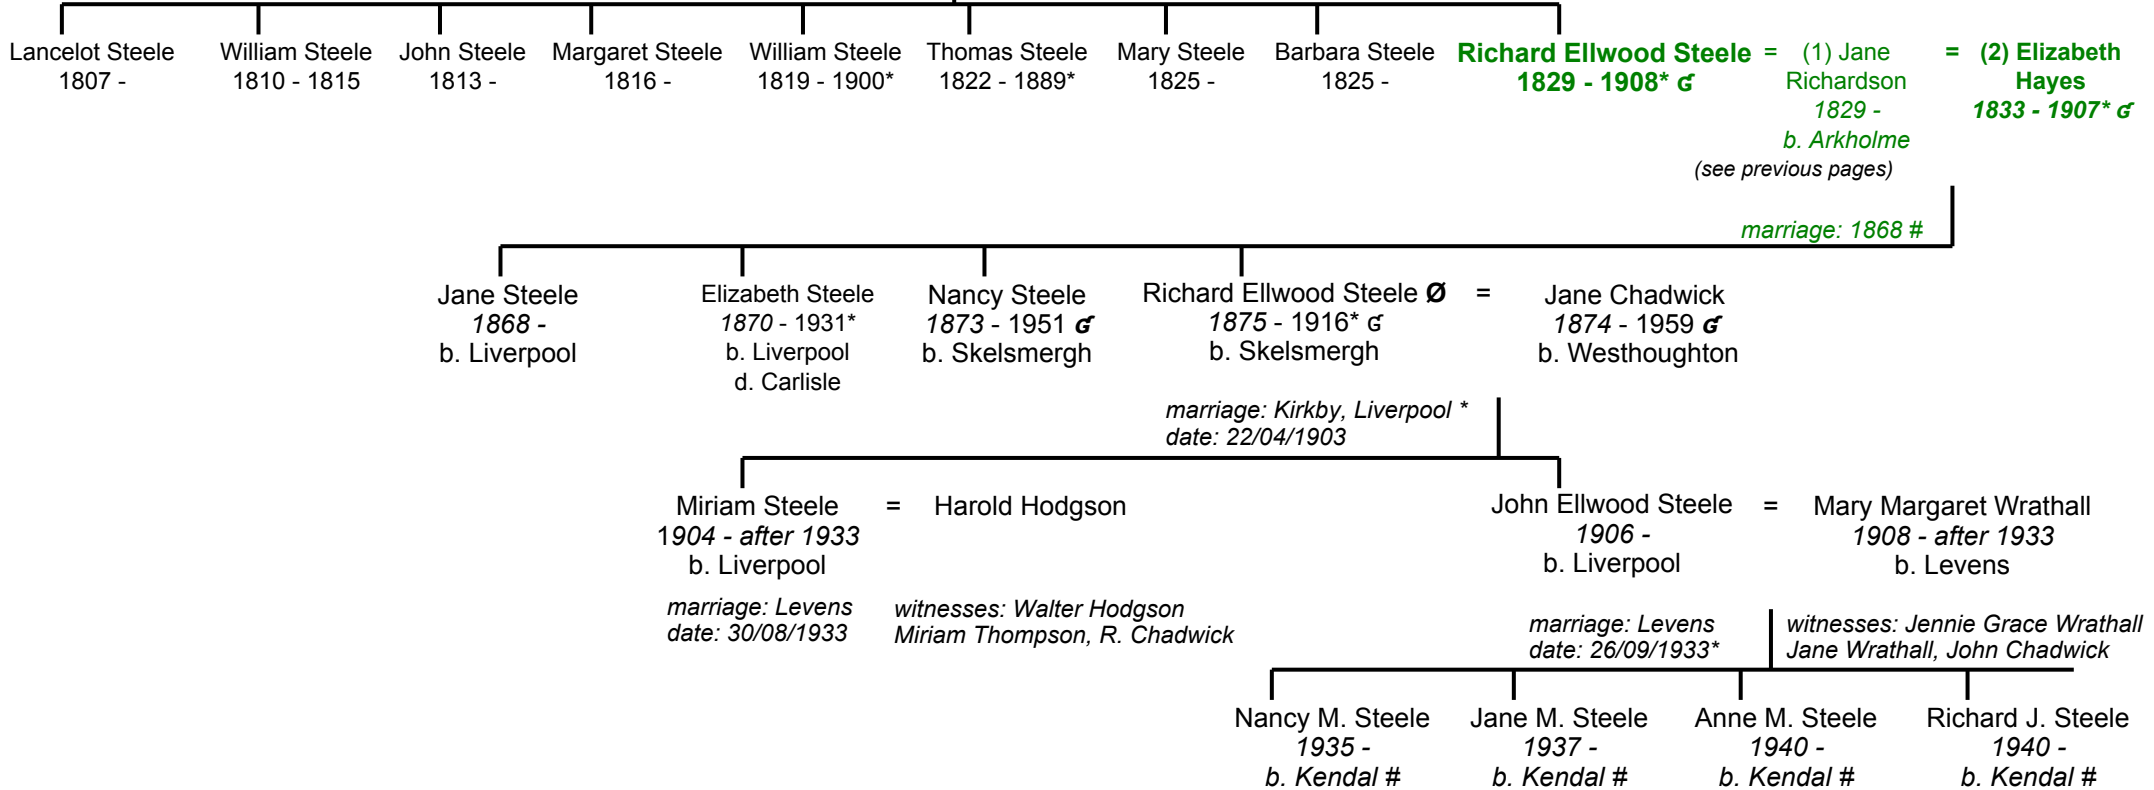 Lancelot Steele
1807 -
William Steele
1810 - 1815
John Steele
1813 -
Margaret Steele
1816 -
William Steele
1819 - 1900*
Thomas Steele
1822 - 1889*
Mary Steele
1825 -
Barbara Steele
1825 -
Richard Ellwood Steele
1829 - 1908* ɠ
=
(1) Jane
Richardson
1829 -
b. Arkholme
(see previous pages)
=
(2) Elizabeth
Hayes
1833 - 1907* ɠ
marriage: 1868 #
Jane Steele
1868 -
b. Liverpool
Elizabeth Steele
1870 - 1931*
b. Liverpool
d. Carlisle
Nancy Steele
1873 - 1951 ɠ
b. Skelsmergh
Richard Ellwood Steele Ø
1875 - 1916* ɠ
b. Skelsmergh
=
Jane Chadwick
1874 - 1959 ɠ
b. Westhoughton
marriage: Kirkby, Liverpool *
date: 22/04/1903
Miriam Steele
1904 - after 1933
b. Liverpool
=
Harold Hodgson
marriage: Levens
date: 30/08/1933
witnesses: Walter Hodgson
Miriam Thompson, R. Chadwick
John Ellwood Steele
1906 -
b. Liverpool
=
Mary Margaret Wrathall
1908 - after 1933
b. Levens
marriage: Levens
date: 26/09/1933*
witnesses: Jennie Grace Wrathall
Jane Wrathall, John Chadwick
Nancy M. Steele
1935 -
b. Kendal #
Jane M. Steele
1937 -
b. Kendal #
Anne M. Steele
1940 -
b. Kendal #
Richard J. Steele
1940 -
b. Kendal #